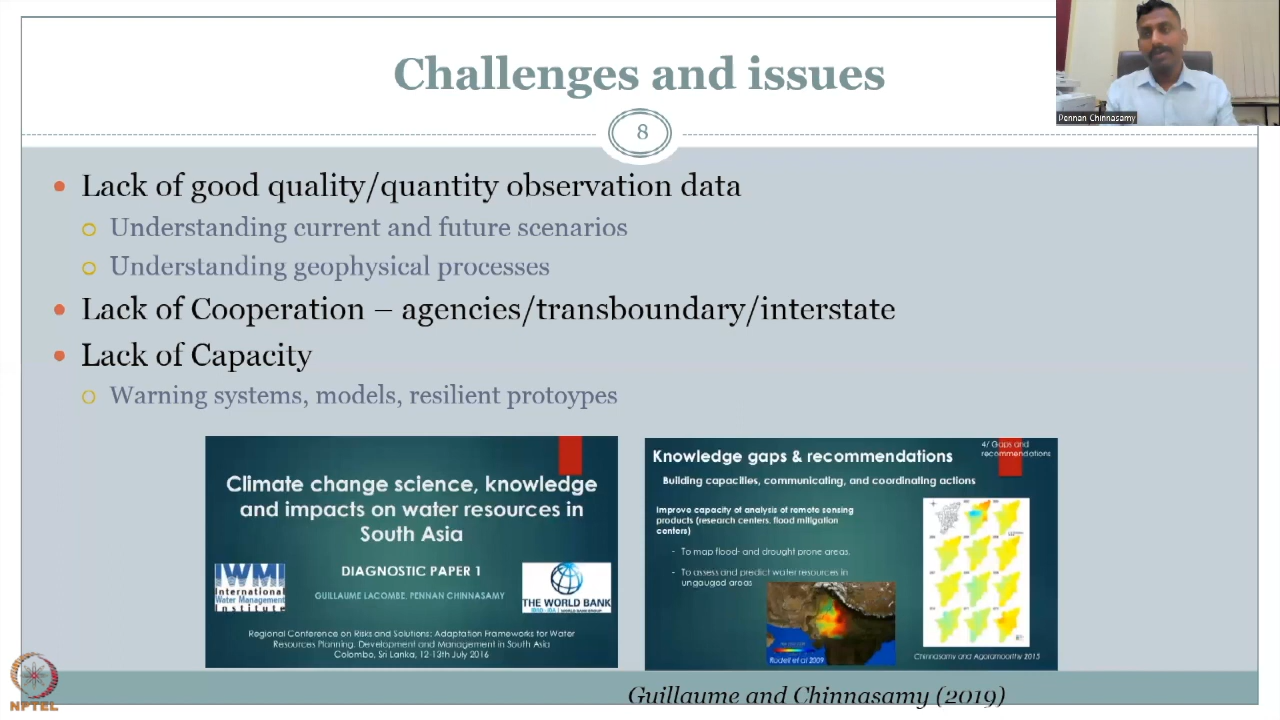 Challenges and issues
Pennan Chinnasamy
8
Lack of good quality/quantity observation data
Understanding current and future scenarios
Understanding geophysical processes
Lack of Cooperation – agencies/transboundary/interstate
Lack of Capacity
Warning systems, models, resilient protoypes
Climate change science, knowledge
and impacts on water resources in
South Asia
DIAGNOSTIC PAPER 1
GUILLAUME LACOMBE, PENNAN CHINNASAMY
IWMI
International
Water Management
Institute
THE WORLD BANK
Regional Conference on Risks and Solutions: Adaptation Frameworks for Water
Resources Planning, Development and Management in South Asia
Colombo, Sri Lanka, 12-13th July 2016
4/ Gaps and
recommendations
Knowledge gaps & recommendations
Building capacities, communicating, and coordinating actions
Improve capacity of analysis of remote sensing
products (research centers, flood mitigation
centers)
- To map flood- and drought prone areas,
- To assess and predict water resources in
ungauged areas
Rodell et al 2009
Chinnasamy and Agoramoorthy 2015
Guillaume and Chinnasamy (2019)
NPTEL